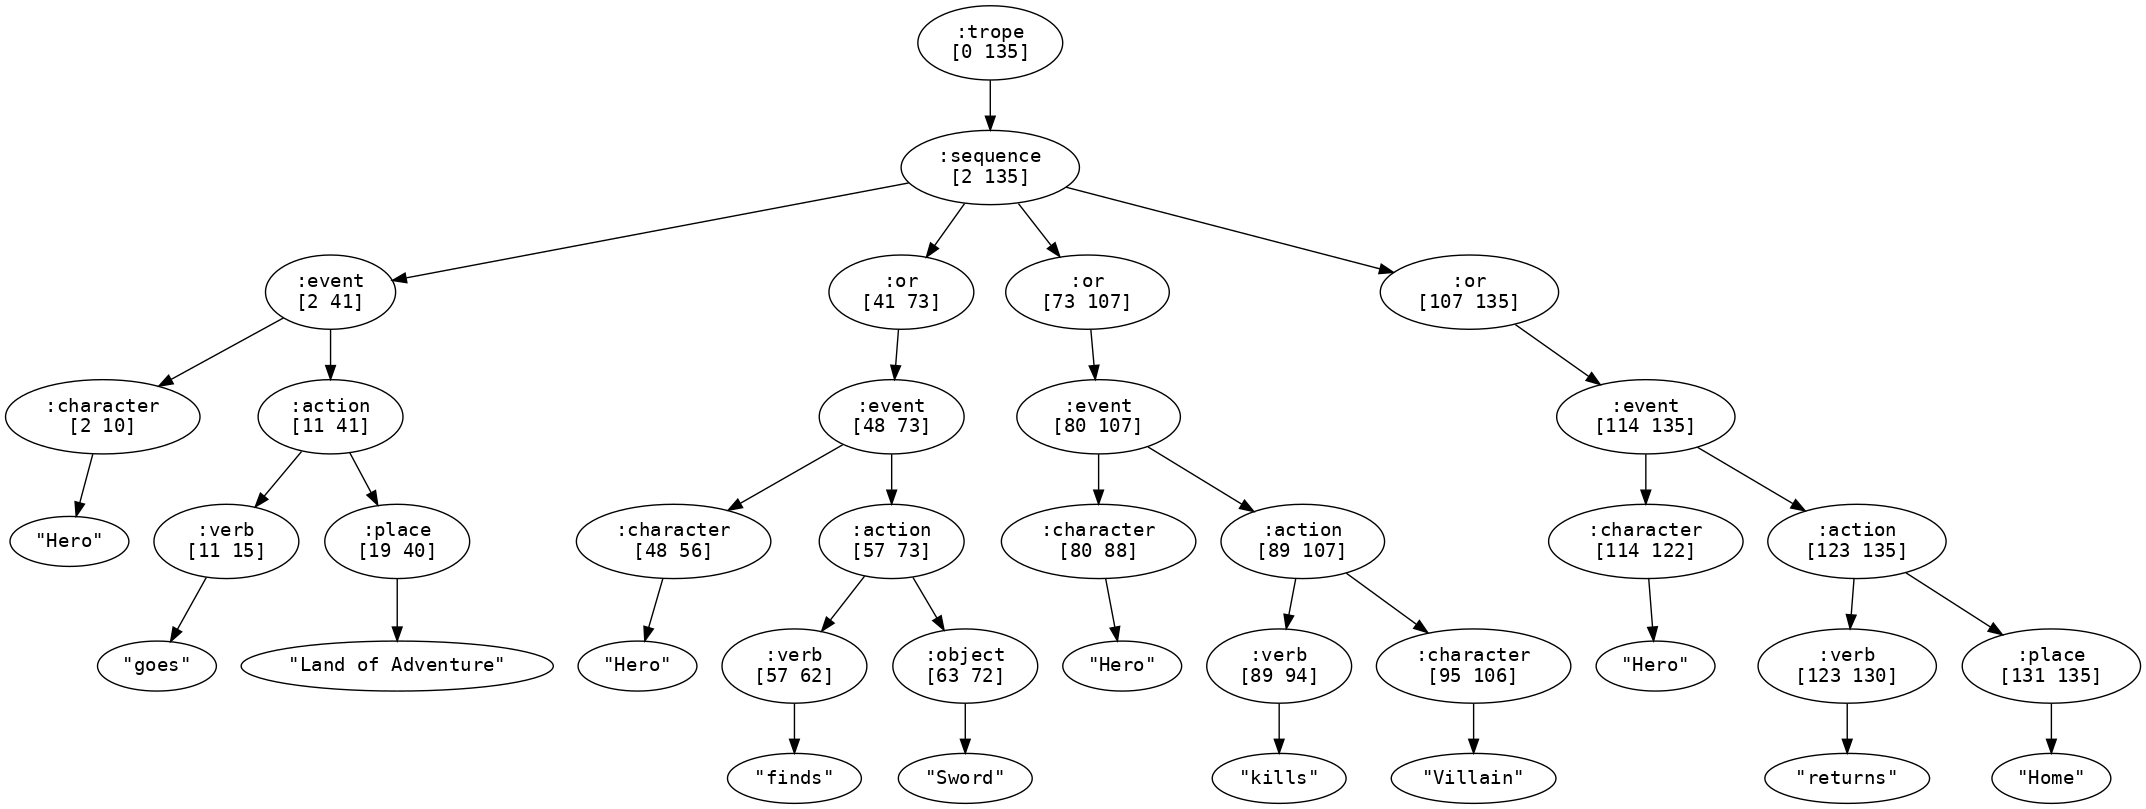 :trope
[0 135]
:sequence
[2 135]
:event
[2 41]
:or
[41 73]
:or
[73 107]
:or
[107 135]
:character
[2 10]
:action
[11 41]
:event
[48 73]
:event
[80 107]
:event
[114 135]
"Hero"
:verb
[11 15]
:place
[19 40]
:character
[48 56]
:action
[57 73]
:character
[80 88]
:action
[89 107]
:character
[114 122]
:action
[123 135]
"goes"
"Land of Adventure"
"Hero"
:verb
[57 62]
:object
[63 72]
"Hero"
:verb
[89 94]
:character
[95 106]
"Hero"
:verb
[123 130]
:place
[131 135]
"finds"
"Sword"
"kills"
"Villain"
"returns"
"Home"